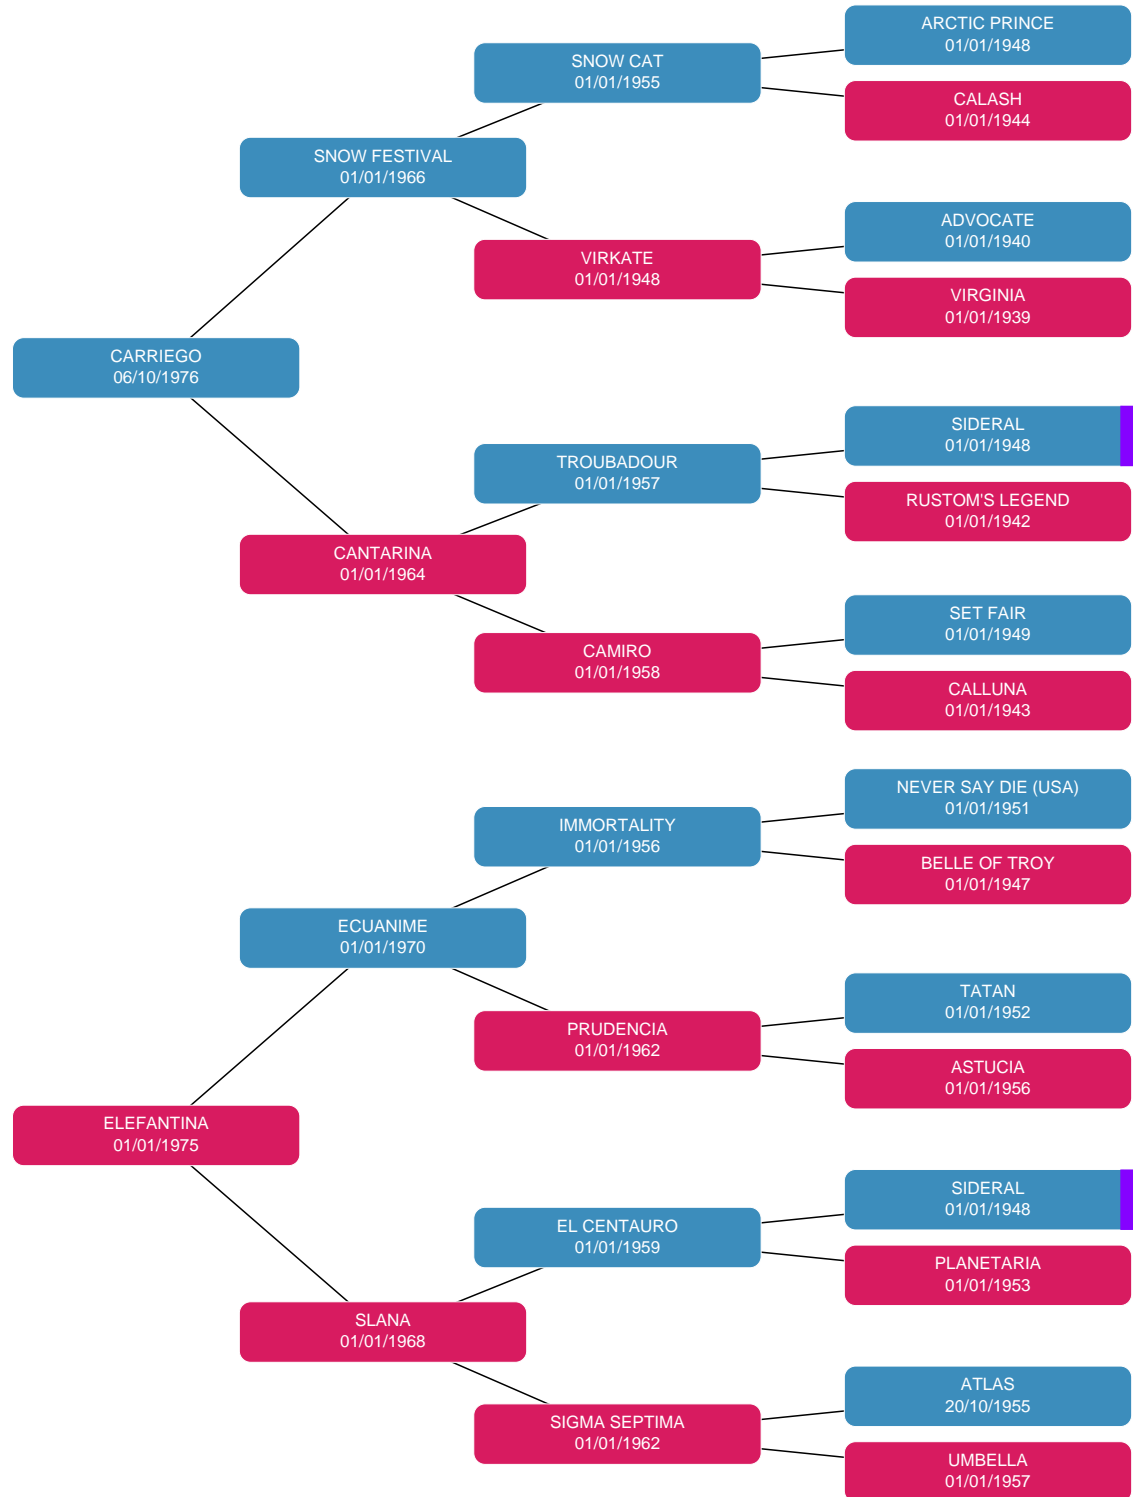 ARCTIC PRINCE
01/01/1948
SNOW CAT
01/01/1955
CALASH
01/01/1944
SNOW FESTIVAL
01/01/1966
ADVOCATE
01/01/1940
VIRKATE
01/01/1948
VIRGINIA
01/01/1939
CARRIEGO
06/10/1976
SIDERAL
01/01/1948
TROUBADOUR
01/01/1957
RUSTOM'S LEGEND
01/01/1942
CANTARINA
01/01/1964
SET FAIR
01/01/1949
CAMIRO
01/01/1958
CALLUNA
01/01/1943
NEVER SAY DIE (USA)
01/01/1951
IMMORTALITY
01/01/1956
BELLE OF TROY
01/01/1947
ECUANIME
01/01/1970
TATAN
01/01/1952
PRUDENCIA
01/01/1962
ASTUCIA
01/01/1956
ELEFANTINA
01/01/1975
SIDERAL
01/01/1948
EL CENTAURO
01/01/1959
PLANETARIA
01/01/1953
SLANA
01/01/1968
ATLAS
20/10/1955
SIGMA SEPTIMA
01/01/1962
UMBELLA
01/01/1957